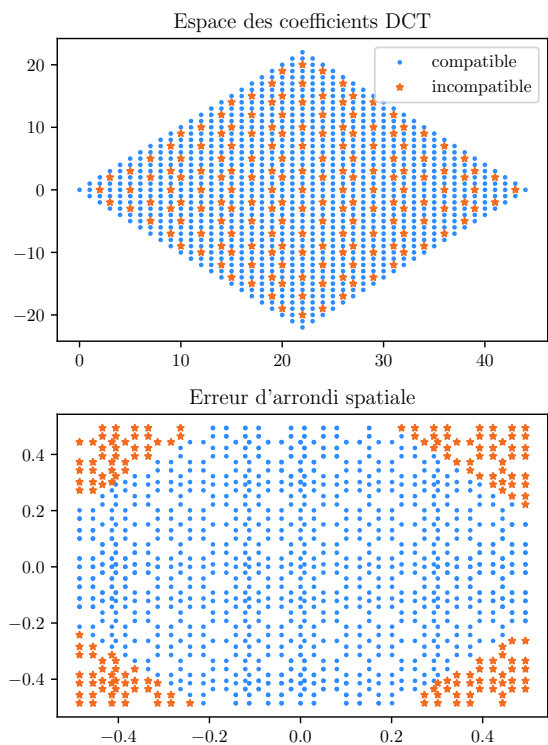 Espace des coefficients DCT
compatible
incompatible
20
10
0
−10
−20
0 10 20 30 40
Erreur d'arrondi spatiale
0.4
0.2
0.0
−0.2
−0.4
−0.4 −0.2 0.0 0.2 0.4